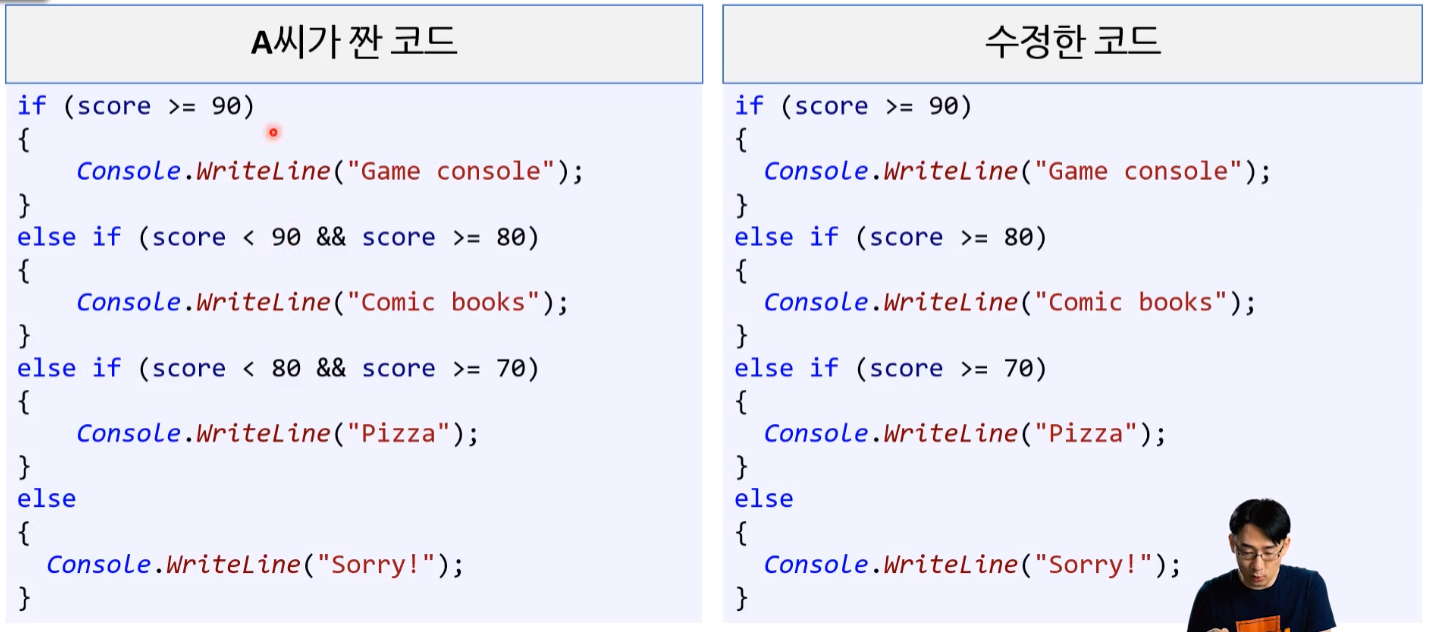 A씨가 짠 코드
if (score >= 90)
{
    Console.WriteLine("Game console");
}
else if (score < 90 && score >= 80)
{
    Console.WriteLine("Comic books");
}
else if (score < 80 && score >= 70)
{
    Console.WriteLine("Pizza");
}
else
{
  Console.WriteLine("Sorry!");
}
수정한 코드
if (score >= 90)
{
  Console.WriteLine("Game console");
}
else if (score >= 80)
{
  Console.WriteLine("Comic books");
}
else if (score >= 70)
{
  Console.WriteLine("Pizza");
}
else
{
  Console.WriteLine("Sorry!");
}